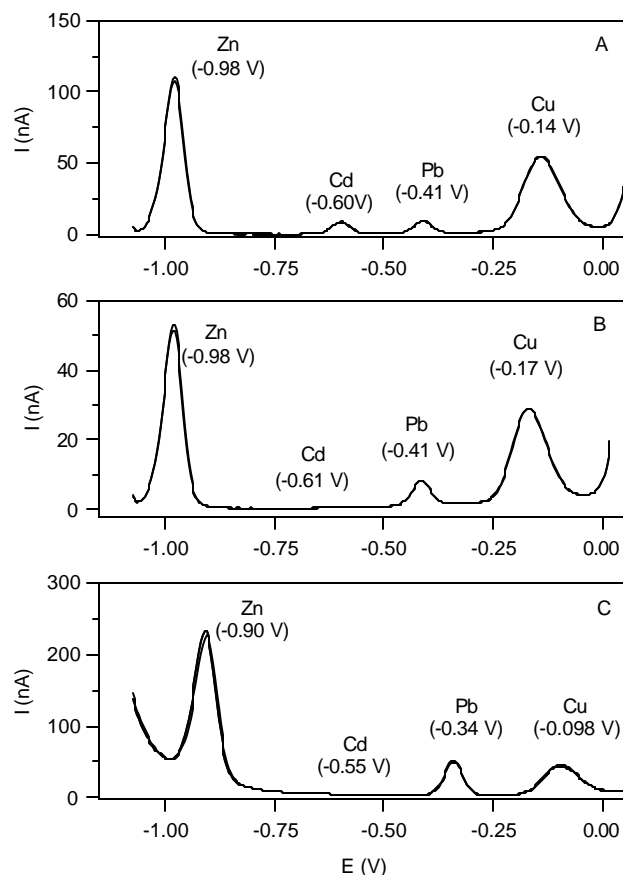 150
100
50
0
I (nA)
A
Zn
(-0.98 V)
Cd
(-0.60V)
Pb
(-0.41 V)
Cu
(-0.14 V)
-1.00 -0.75 -0.50 -0.25 0.00
60
40
20
0
I (nA)
B
Zn
(-0.98 V)
Cd
(-0.61 V)
Pb
(-0.41 V)
Cu
(-0.17 V)
-1.00 -0.75 -0.50 -0.25 0.00
300
200
100
0
I (nA)
C
Zn
(-0.90 V)
Cd
(-0.55 V)
Pb
(-0.34 V)
Cu
(-0.098 V)
-1.00 -0.75 -0.50 -0.25 0.00
E (V)